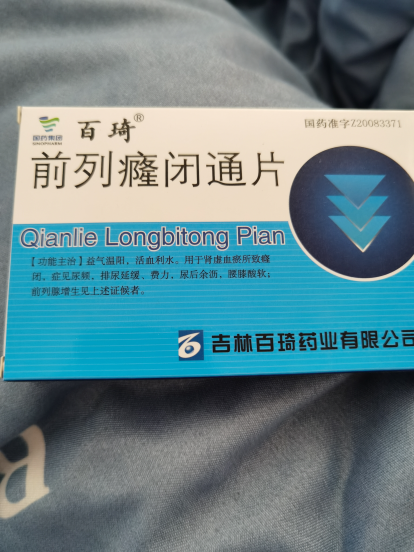 国药集团
SINOPHARM
百琦®
国药准字Z20083371
前列癃闭通片
Qianlie Longbitong Pian
【功能主治】益气温阳，活血利水。用于肾虚血瘀所致癃
闭，症见尿频、排尿延缓、费力，尿后余沥，腰膝酸软；
前列腺增生见上述证候者。
吉林百琦药业有限公司